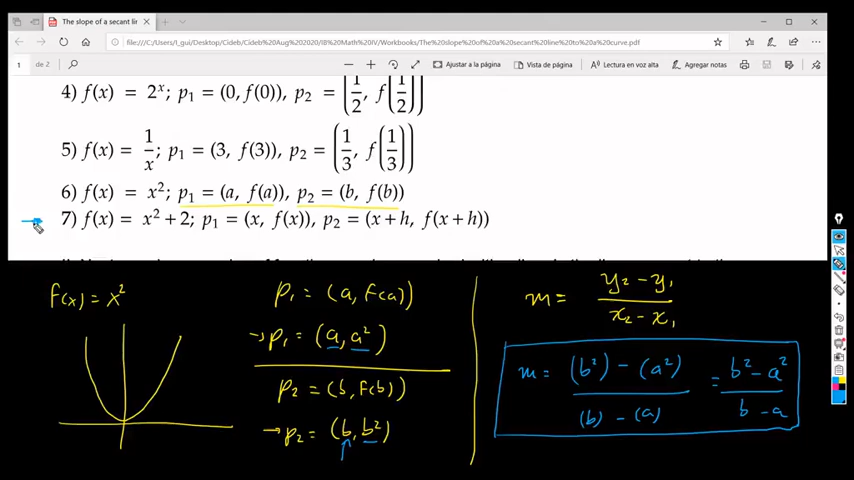 The slope of a secant lin
file:///C:/Users/l_gui/Desktop/Cideb/Cideb%20Aug%202020/IB%20Math%20IV/Workbooks/The%20slope%20of%20a%20secant%20line%20to%20a%20curve.pdf
1 de 2 Ajustar a la página Vista de página Lectura en voz alta Agregar notas
4) f(x) = 2^x; p₁ = (0, f(0)), p₂ = (1/2, f(1/2))
5) f(x) = 1/x; p₁ = (3, f(3)), p₂ = (1/3, f(1/3))
6) f(x) = x²; p₁ = (a, f(a)), p₂ = (b, f(b))
7) f(x) = x² + 2; p₁ = (x, f(x)), p₂ = (x + h, f(x + h))
f(x) = x²
p₁ = (a, f(a))
→ p₁ = (a, a²)
p₂ = (b, f(b))
→ p₂ = (b, b²)
m = (y₂ - y₁)/(x₂ - x₁)
m = ((b²) - (a²))/((b) - (a)) = (b² - a²)/(b - a)